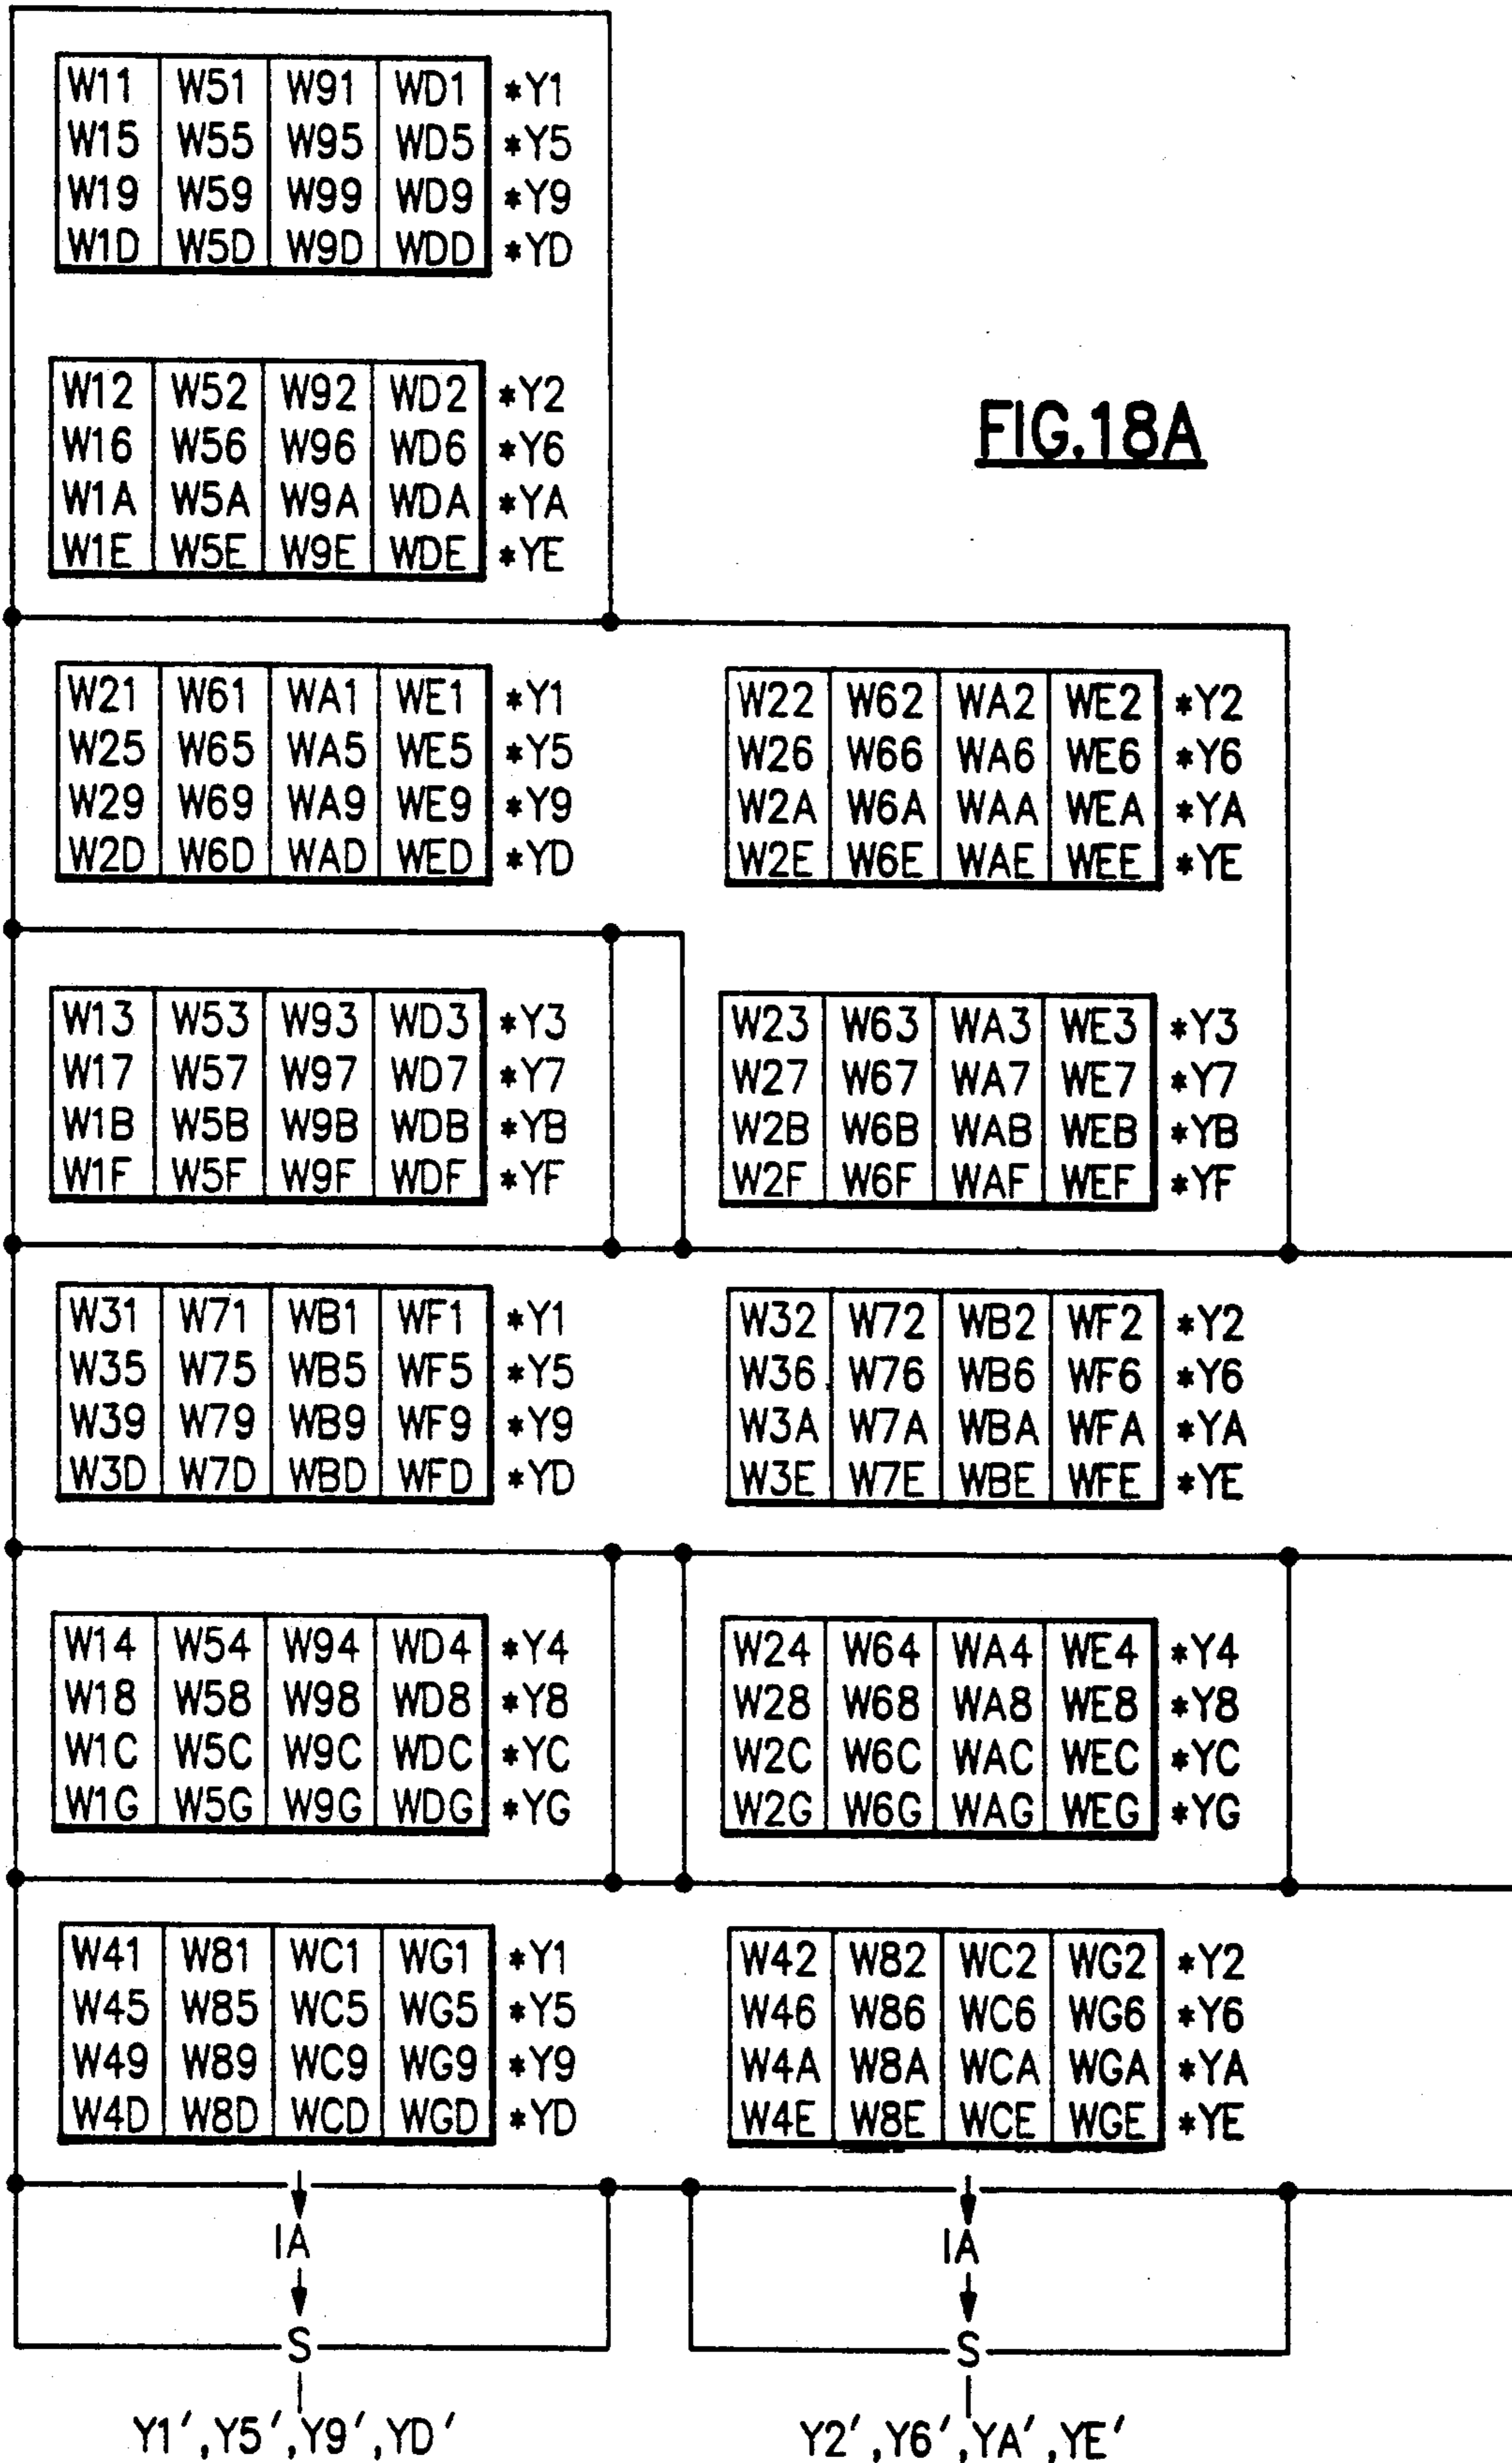 W11 W51 W91 WD1 *Y1
W15 W55 W95 WD5 *Y5
W19 W59 W99 WD9 *Y9
W1D W5D W9D WDD *YD
W12 W52 W92 WD2 *Y2
W16 W56 W96 WD6 *Y6
W1A W5A W9A WDA *YA
W1E W5E W9E WDE *YE
FIG.18A
W21 W61 WA1 WE1 *Y1
W25 W65 WA5 WE5 *Y5
W29 W69 WA9 WE9 *Y9
W2D W6D WAD WED *YD
W22 W62 WA2 WE2 *Y2
W26 W66 WA6 WE6 *Y6
W2A W6A WAA WEA *YA
W2E W6E WAE WEE *YE
W13 W53 W93 WD3 *Y3
W17 W57 W97 WD7 *Y7
W1B W5B W9B WDB *YB
W1F W5F W9F WDF *YF
W23 W63 WA3 WE3 *Y3
W27 W67 WA7 WE7 *Y7
W2B W6B WAB WEB *YB
W2F W6F WAF WEF *YF
W31 W71 WB1 WF1 *Y1
W35 W75 WB5 WF5 *Y5
W39 W79 WB9 WF9 *Y9
W3D W7D WBD WFD *YD
W32 W72 WB2 WF2 *Y2
W36 W76 WB6 WF6 *Y6
W3A W7A WBA WFA *YA
W3E W7E WBE WFE *YE
W14 W54 W94 WD4 *Y4
W18 W58 W98 WD8 *Y8
W1C W5C W9C WDC *YC
W1G W5G W9G WDG *YG
W24 W64 WA4 WE4 *Y4
W28 W68 WA8 WE8 *Y8
W2C W6C WAC WEC *YC
W2G W6G WAG WEG *YG
W41 W81 WC1 WG1 *Y1
W45 W85 WC5 WG5 *Y5
W49 W89 WC9 WG9 *Y9
W4D W8D WCD WGD *YD
W42 W82 WC2 WG2 *Y2
W46 W86 WC6 WG6 *Y6
W4A W8A WCA WGA *YA
W4E W8E WCE WGE *YE
IA
S
Y1′,Y5′,Y9′,YD′
IA
S
Y2′,Y6′,YA′,YE′